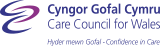 Cyngor Gofal Cymru
Care Council for Wales
Hyder mewn Gofal - Confidence in Care